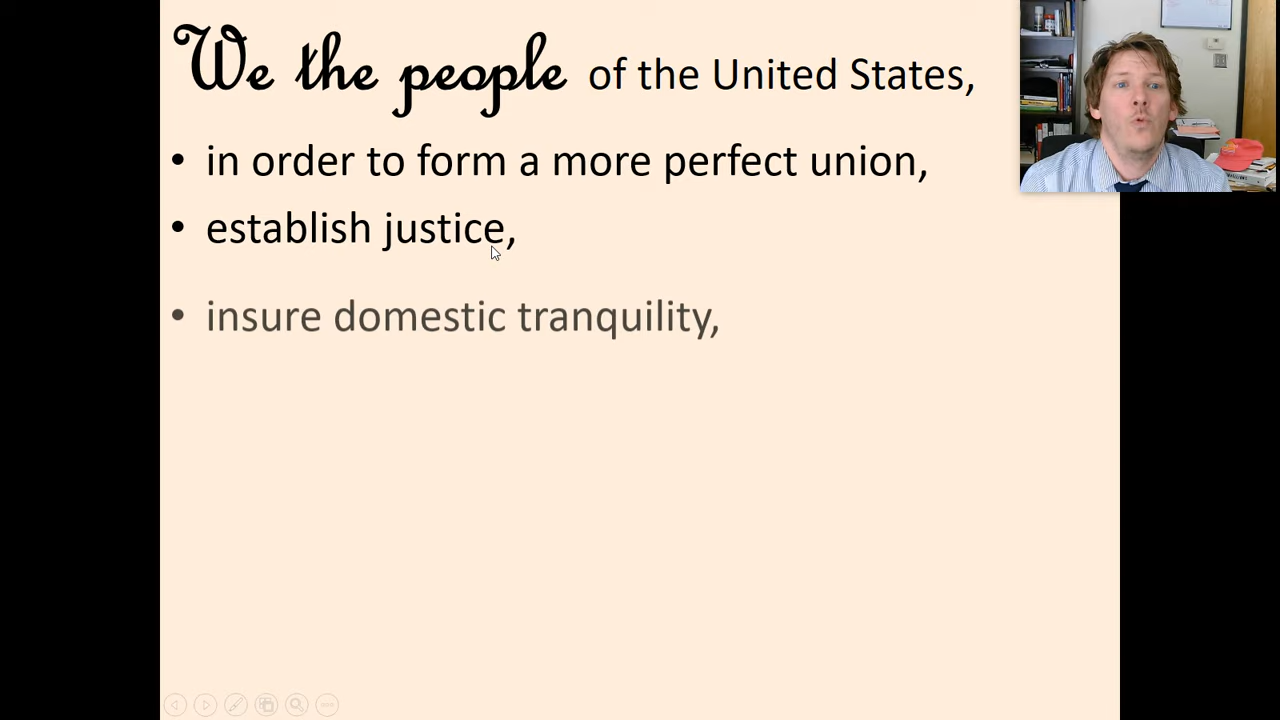 We the people of the United States,
• in order to form a more perfect union,
• establish justice,
• insure domestic tranquility,